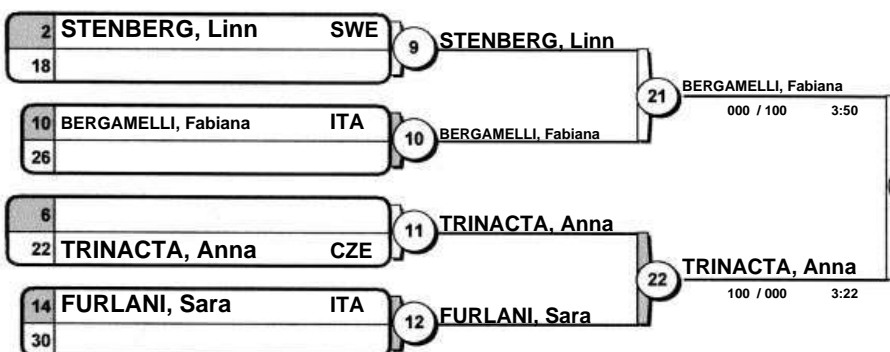 2 STENBERG, Linn SWE
18
9 STENBERG, Linn
10 BERGAMELLI, Fabiana ITA
26
10 BERGAMELLI, Fabiana
21 BERGAMELLI, Fabiana
000 / 100 3:50
6
22 TRINACTA, Anna CZE
11 TRINACTA, Anna
14 FURLANI, Sara ITA
30
12 FURLANI, Sara
22 TRINACTA, Anna
100 / 000 3:22